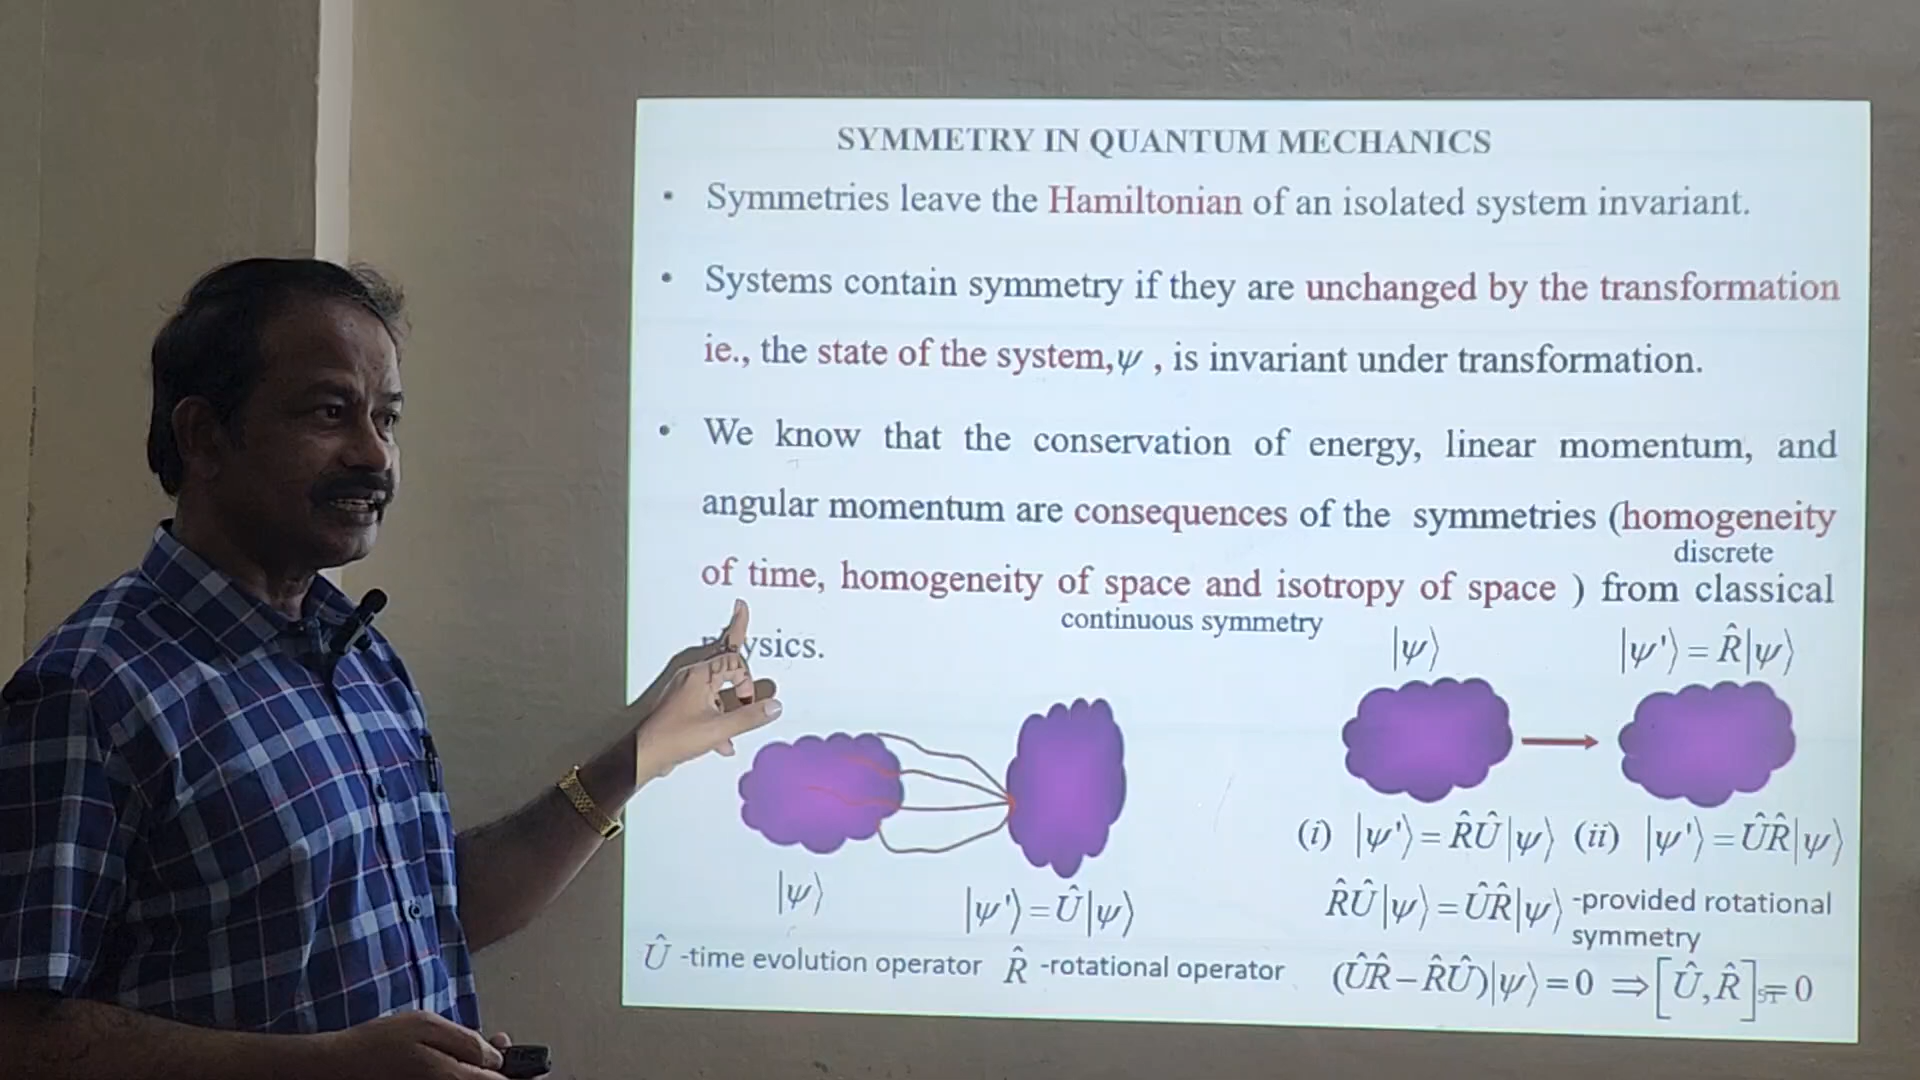 SYMMETRY IN QUANTUM MECHANICS
• Symmetries leave the Hamiltonian of an isolated system invariant.
• Systems contain symmetry if they are unchanged by the transformation
ie., the state of the system, ψ , is invariant under transformation.
• We know that the conservation of energy, linear momentum, and
angular momentum are consequences of the symmetries (homogeneity
discrete
of time, homogeneity of space and isotropy of space ) from classical
continuous symmetry
physics.
|ψ⟩
|ψ'⟩ = R̂|ψ⟩
(i) |ψ'⟩ = R̂Û|ψ⟩ (ii) |ψ'⟩ = ÛR̂|ψ⟩
|ψ⟩
|ψ'⟩ = Û|ψ⟩
R̂Û|ψ⟩ = ÛR̂|ψ⟩ -provided rotational
symmetry
Û -time evolution operator R̂ -rotational operator
(ÛR̂ – R̂Û)|ψ⟩ = 0 ⇒ [Û, R̂] = 0
51